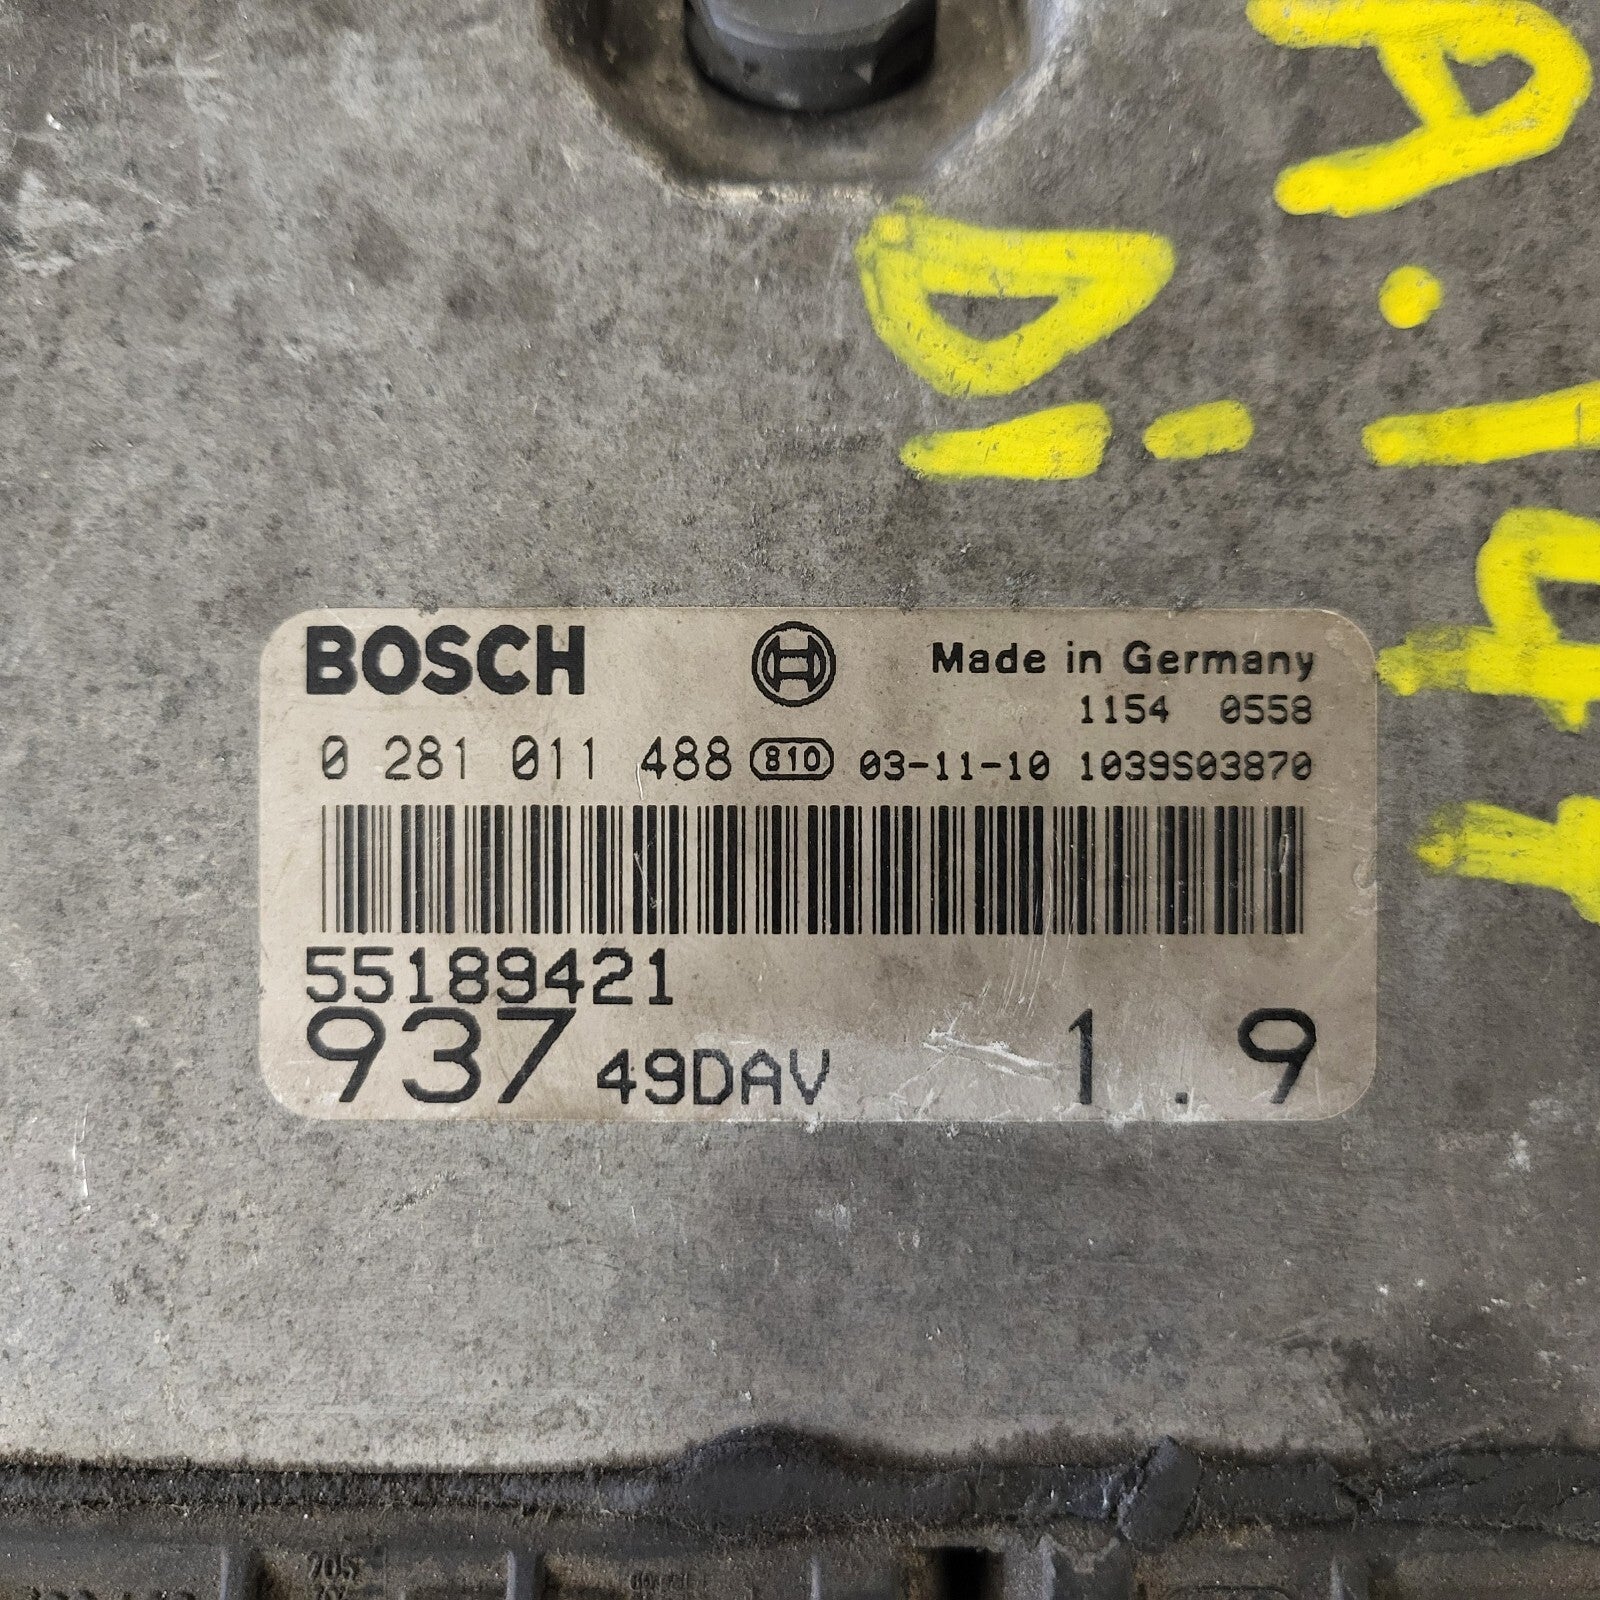 BOSCH Made in Germany
1154 0558
0 281 011 488 810 03-11-10 1039S03870
55189421
937 49DAV 1.9